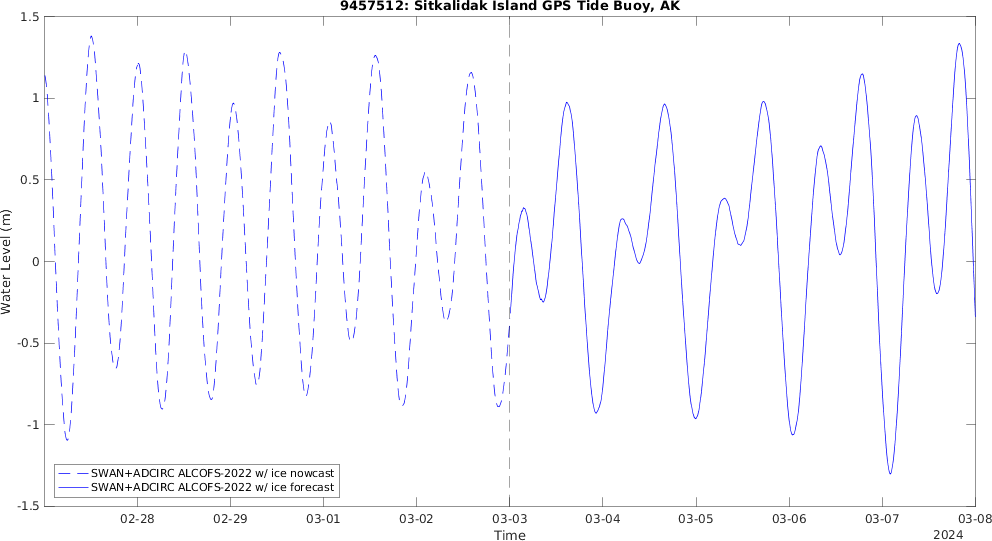 9457512: Sitkalidak Island GPS Tide Buoy, AK
1.5
1
0.5
0
-0.5
-1
-1.5
Water Level (m)
SWAN+ADCIRC ALCOFS-2022 w/ ice nowcast
SWAN+ADCIRC ALCOFS-2022 w/ ice forecast
02-28 02-29 03-01 03-02 03-03 03-04 03-05 03-06 03-07 03-08
Time
2024